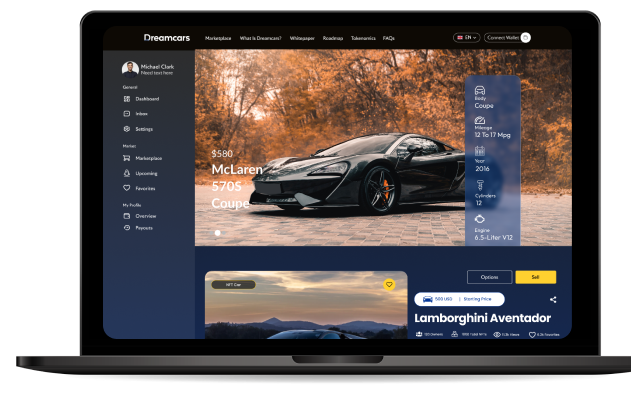 Dreamcars
Marketplace
What Is Dreamcars?
Whitepaper
Roadmap
Tokenomics
FAQs
EN
Connect Wallet
Michael Clark
Need text here
General
Dashboard
Inbox
Settings
Market
Marketplace
Upcoming
Favorites
My Profile
Overview
Payouts
$580
McLaren
570S
Coupe
Body
Coupe
Mileage
12 To 17 Mpg
Year
2016
Cylinders
12
Engine
6.5-Liter V12
Options
Sell
NFT Car
500 USD | Starting Price
Lamborghini Aventador